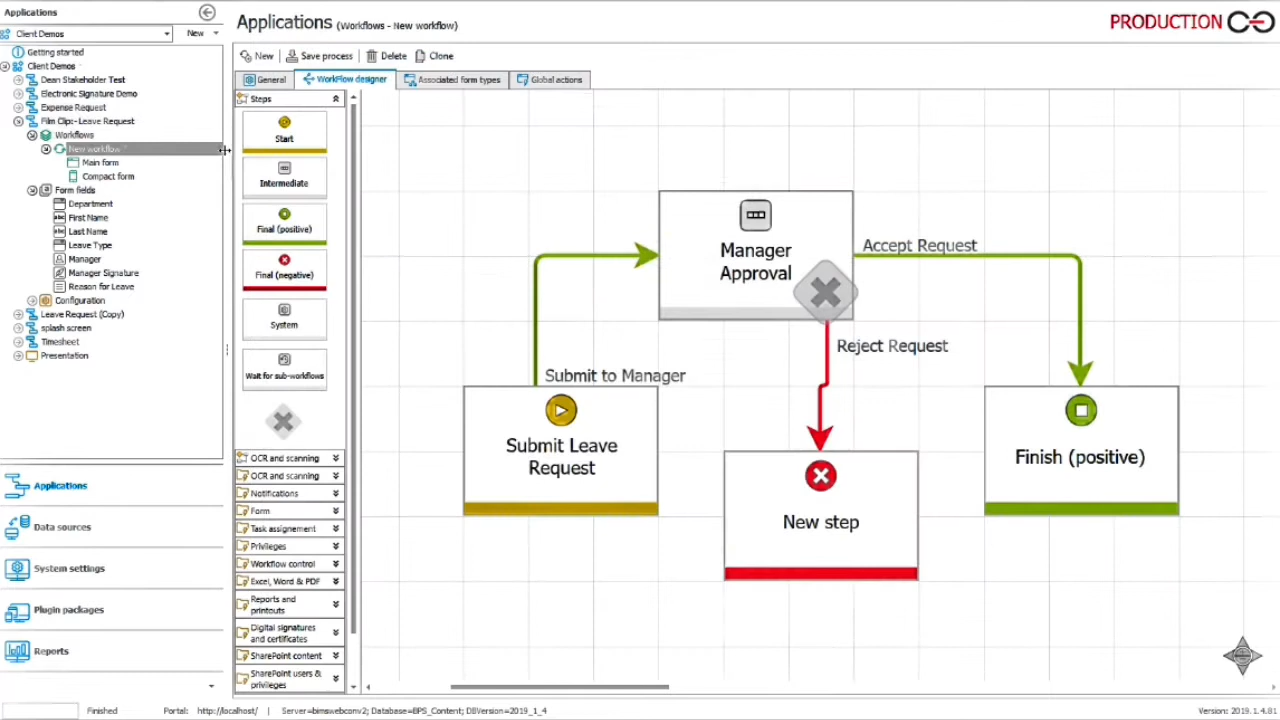 Applications
Client Demos
New
Getting started
Client Demos
Dean Stakeholder Test
Electronic Signature Demo
Expense Request
Film Clip:-Leave Request
Workflows
New workflow *
Main form
Compact form
Form fields
Department
First Name
Last Name
Leave Type
Manager
Manager Signature
Reason for Leave
Configuration
Leave Request (Copy)
splash screen
Timesheet
Presentation
Applications
Data sources
System settings
Plugin packages
Reports
Applications (Workflows - New workflow)
PRODUCTION
New
Save process
Delete
Clone
General
WorkFlow designer
Associated form types
Global actions
Steps
Start
Intermediate
Final (positive)
Final (negative)
System
Wait for sub-workflows
OCR and scanning
OCR and scanning
Notifications
Form
Task assignement
Privileges
Workflow control
Excel, Word & PDF
Reports and
printouts
Digital signatures
and certificates
SharePoint content
SharePoint users &
privileges
Manager
Approval
Accept Request
Reject Request
Submit to Manager
Submit Leave
Request
New step
Finish (positive)
Finished
Portal: http://localhost/
Server=bimswebconv2; Database=BPS_Content; DBVersion=2019_1_4
Version: 2019.1.4.81